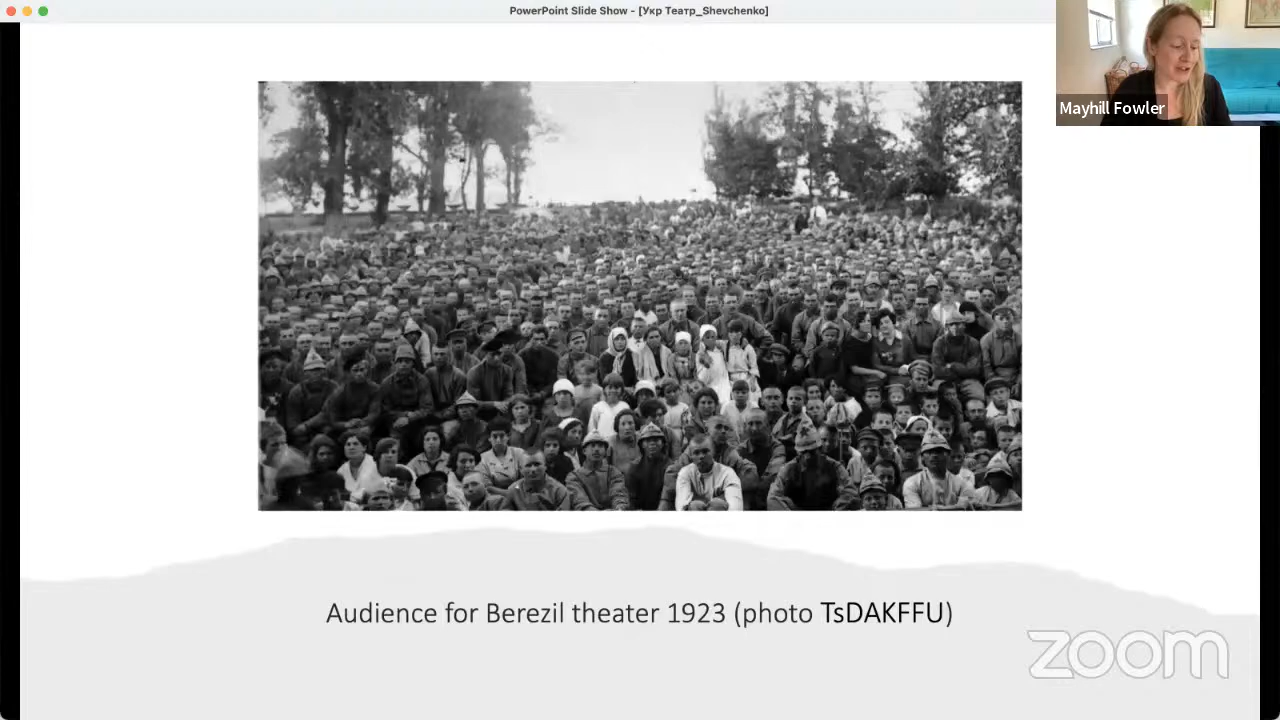 PowerPoint Slide Show - [Укр Театр_Shevchenko]
Mayhill Fowler
Audience for Berezil theater 1923 (photo TsDAKFFU)
zoom